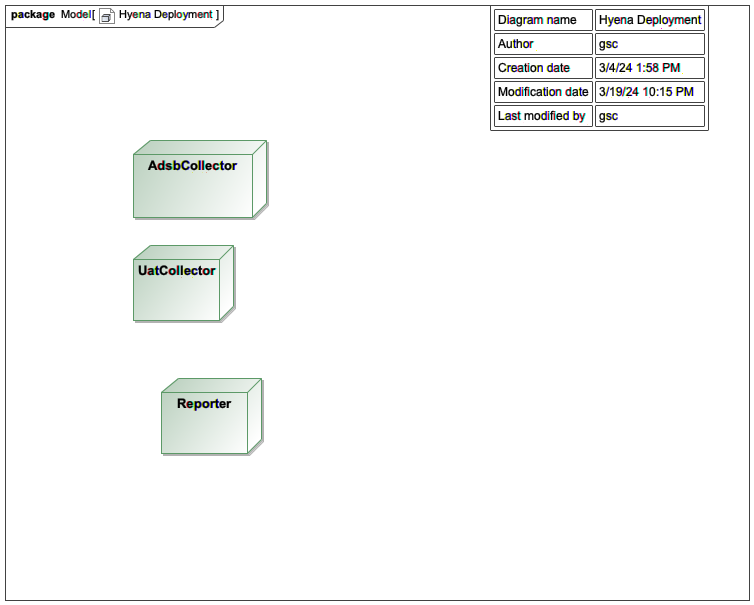 package Model[ Hyena Deployment ]
Diagram name Hyena Deployment
Author gsc
Creation date 3/4/24 1:58 PM
Modification date 3/19/24 10:15 PM
Last modified by gsc
AdsbCollector
UatCollector
Reporter